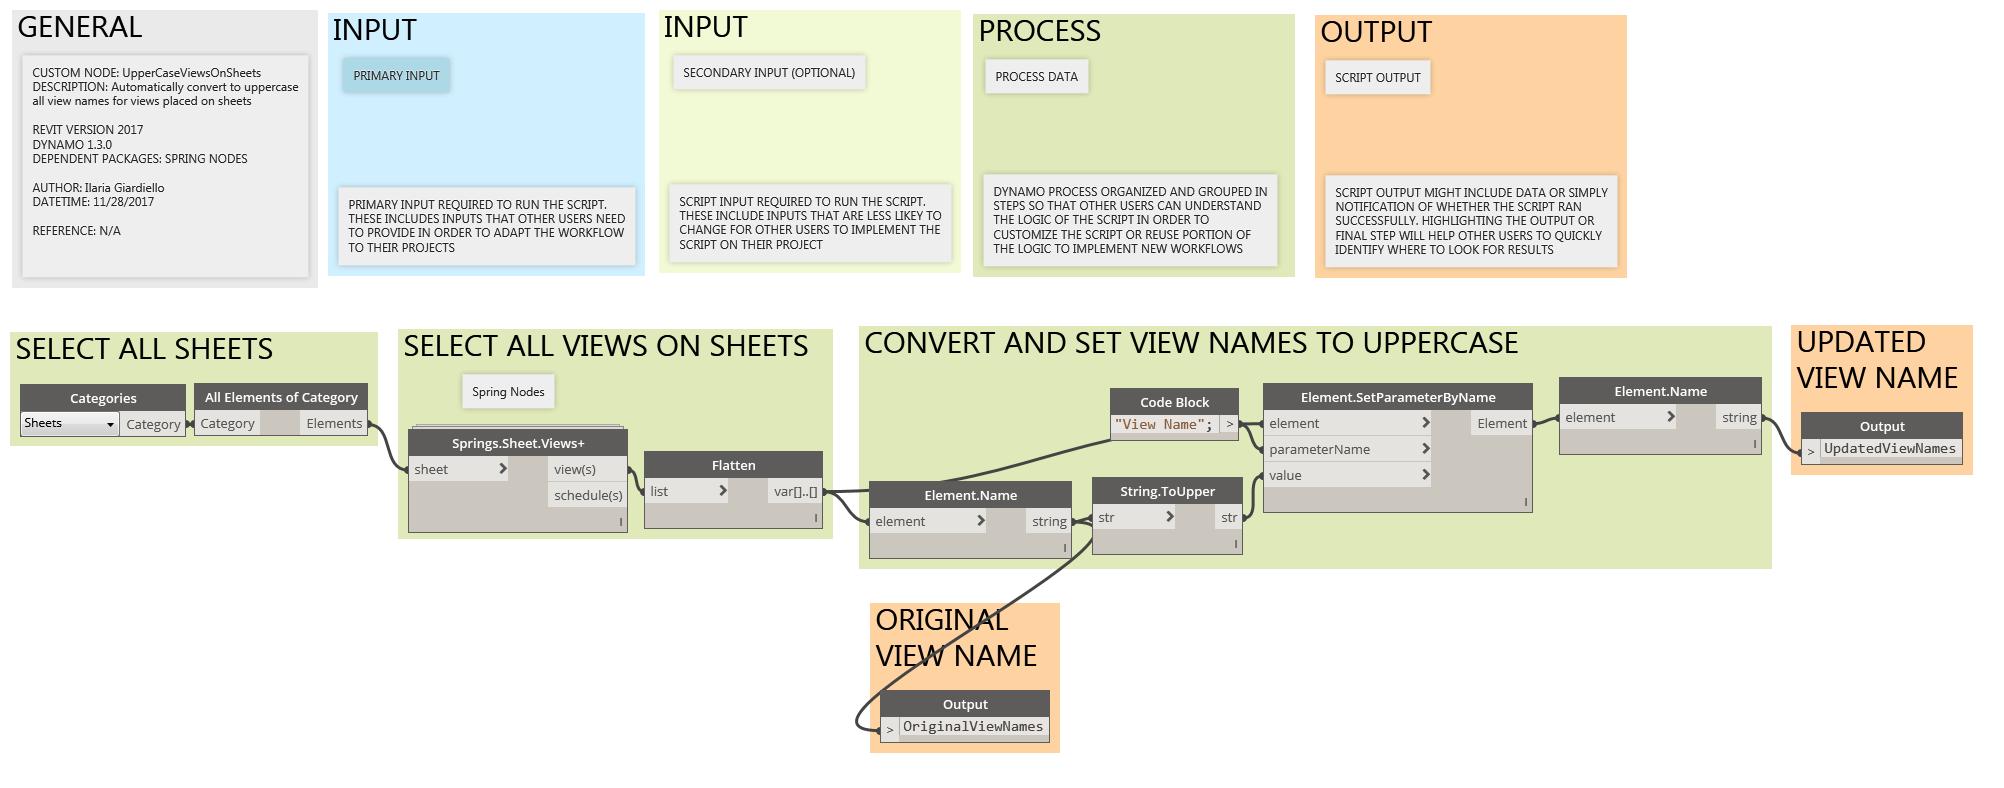 GENERAL
CUSTOM NODE: UpperCaseViewsOnSheets
DESCRIPTION: Automatically convert to uppercase
all view names for views placed on sheets
REVIT VERSION 2017
DYNAMO 1.3.0
DEPENDENT PACKAGES: SPRING NODES
AUTHOR: Ilaria Giardiello
DATETIME: 11/28/2017
REFERENCE: N/A
INPUT
PRIMARY INPUT
PRIMARY INPUT REQUIRED TO RUN THE SCRIPT.
THESE INCLUDES INPUTS THAT OTHER USERS NEED
TO PROVIDE IN ORDER TO ADAPT THE WORKFLOW
TO THEIR PROJECTS
INPUT
SECONDARY INPUT (OPTIONAL)
SCRIPT INPUT REQUIRED TO RUN THE SCRIPT.
THESE INCLUDE INPUTS THAT ARE LESS LIKEY TO
CHANGE FOR OTHER USERS TO IMPLEMENT THE
SCRIPT ON THEIR PROJECT
PROCESS
PROCESS DATA
DYNAMO PROCESS ORGANIZED AND GROUPED IN
STEPS SO THAT OTHER USERS CAN UNDERSTAND
THE LOGIC OF THE SCRIPT IN ORDER TO
CUSTOMIZE THE SCRIPT OR REUSE PORTION OF
THE LOGIC TO IMPLEMENT NEW WORKFLOWS
OUTPUT
SCRIPT OUTPUT
SCRIPT OUTPUT MIGHT INCLUDE DATA OR SIMPLY
NOTIFICATION OF WHETHER THE SCRIPT RAN
SUCCESSFULLY. HIGHLIGHTING THE OUTPUT OR
FINAL STEP WILL HELP OTHER USERS TO QUICKLY
IDENTIFY WHERE TO LOOK FOR RESULTS
SELECT ALL SHEETS
Categories
Sheets
Category
All Elements of Category
Category Elements
SELECT ALL VIEWS ON SHEETS
Spring Nodes
Springs.Sheet.Views+
sheet > view(s)
schedule(s)
l
Flatten
list > var[]..[]
l
CONVERT AND SET VIEW NAMES TO UPPERCASE
Element.Name
element > string
l
Code Block
"View Name"; >
String.ToUpper
str > str
l
Element.SetParameterByName
element > Element
parameterName >
value >
l
Element.Name
element > string
l
UPDATED
VIEW NAME
Output
> UpdatedViewNames
ORIGINAL
VIEW NAME
Output
> OriginalViewNames